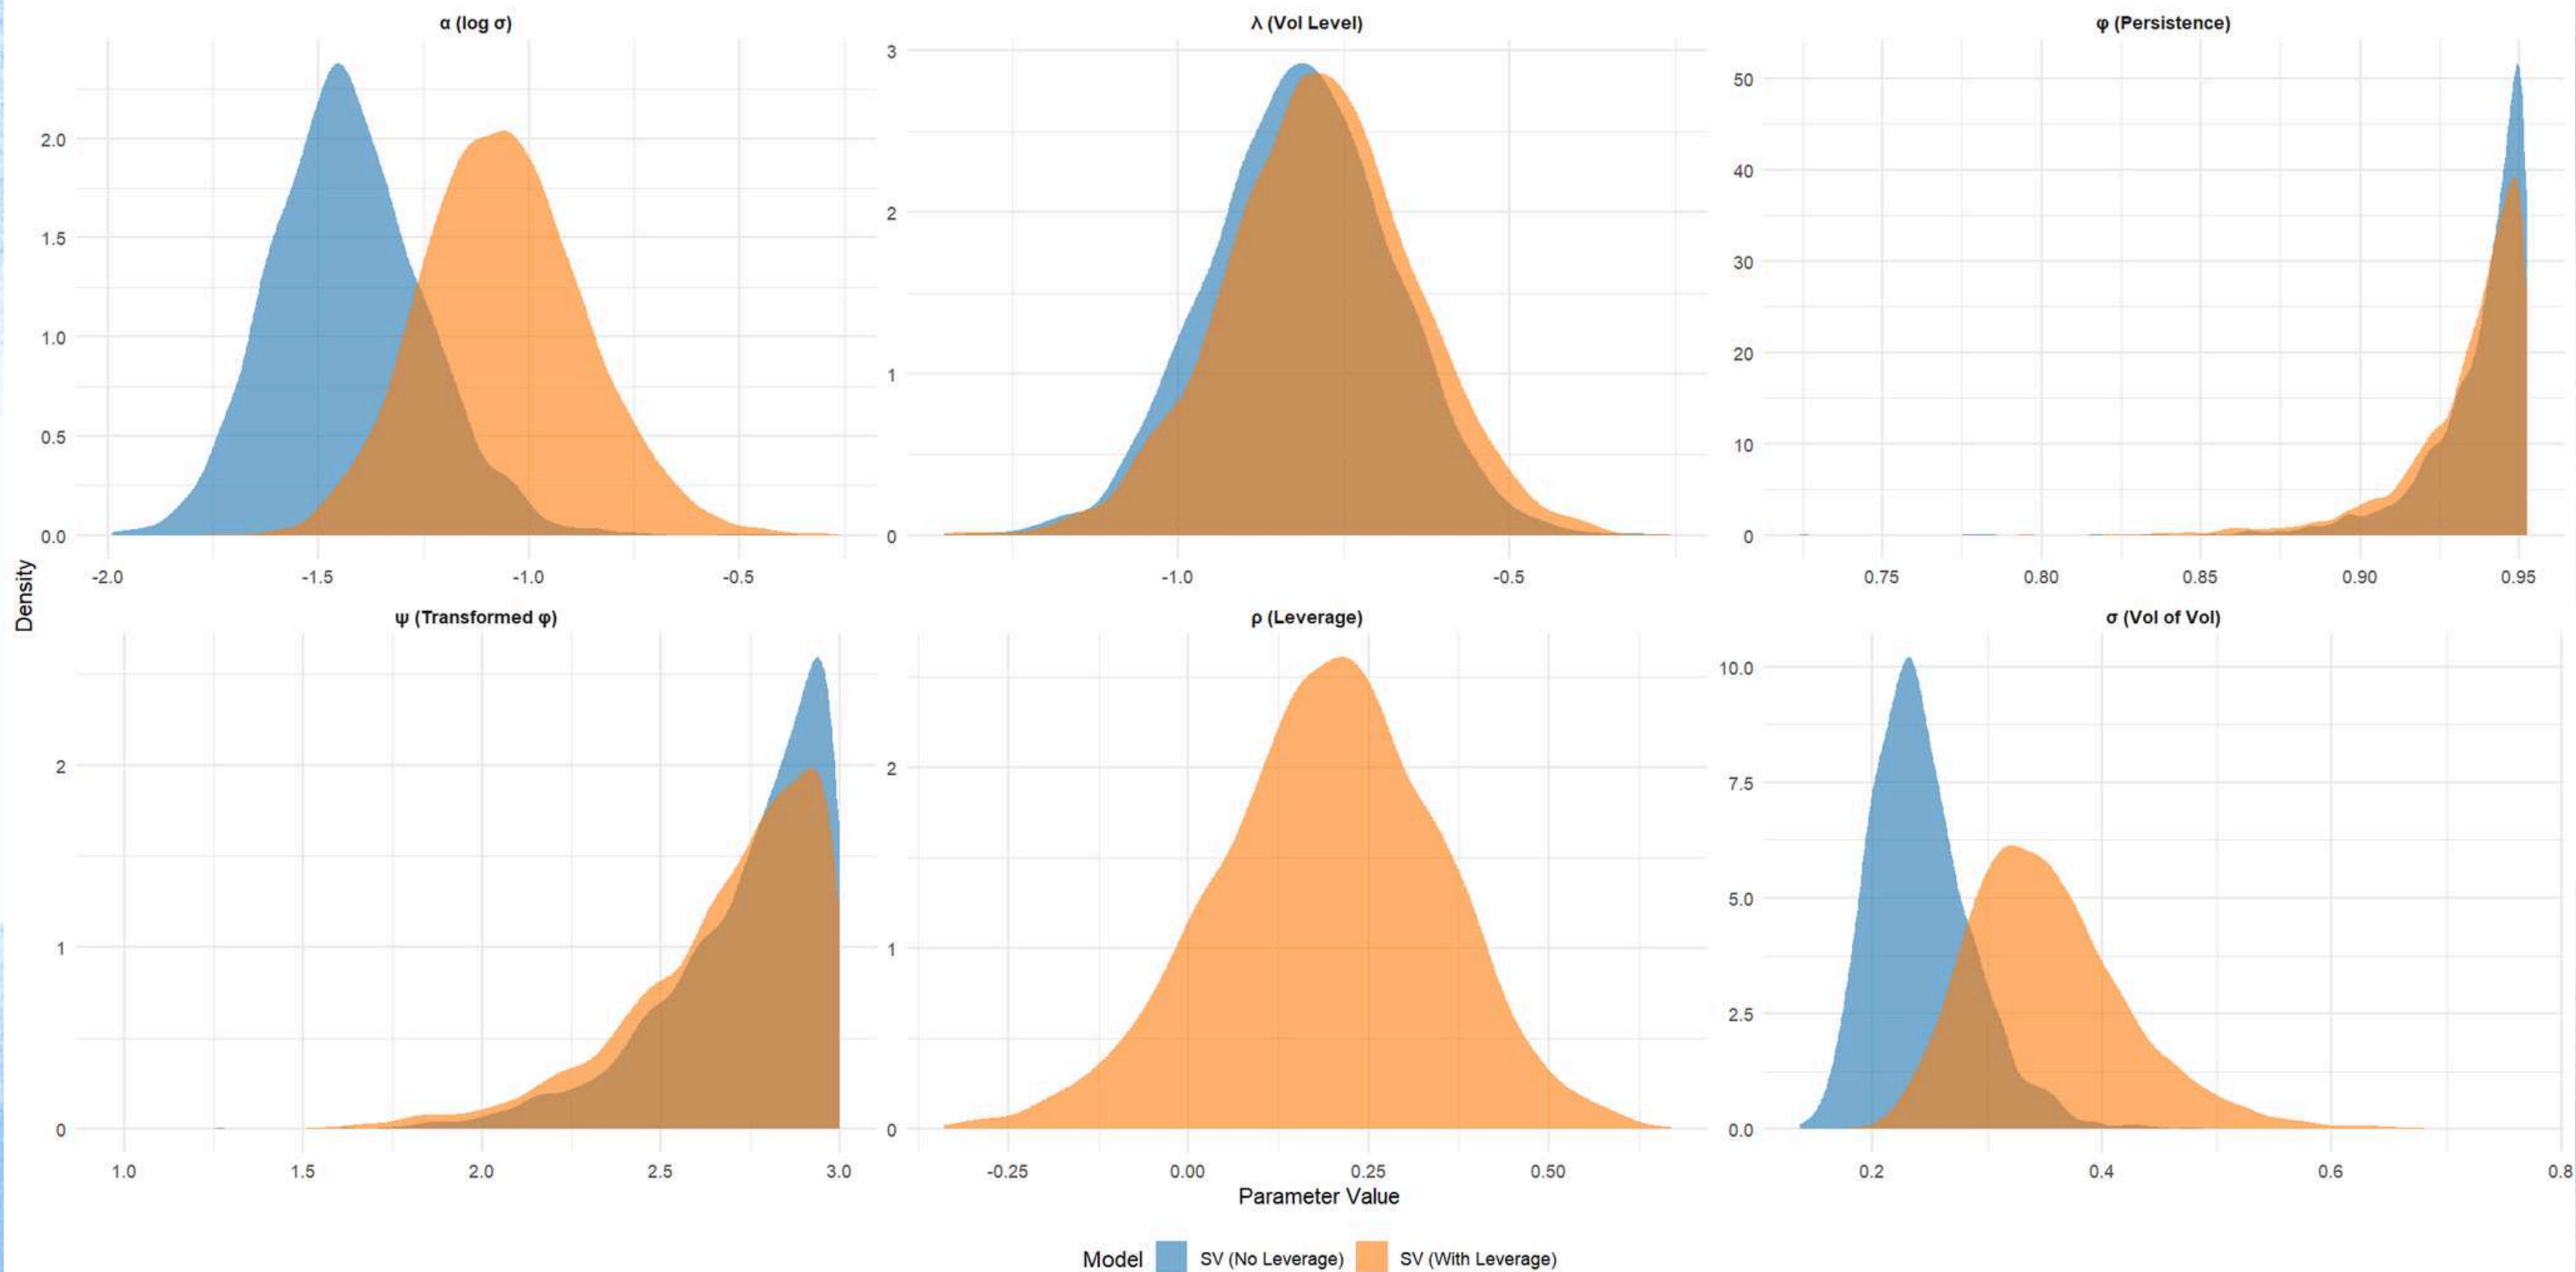 α (log σ)
λ (Vol Level)
φ (Persistence)
2.0
1.5
1.0
0.5
0.0
3
2
1
0
50
40
30
20
10
0
-2.0 -1.5 -1.0 -0.5
-1.0 -0.5
0.75 0.80 0.85 0.90 0.95
Density
ψ (Transformed φ)
ρ (Leverage)
σ (Vol of Vol)
2
1
0
2
1
0
10.0
7.5
5.0
2.5
0.0
1.0 1.5 2.0 2.5 3.0
-0.25 0.00 0.25 0.50
0.2 0.4 0.6 0.8
Parameter Value
Model SV (No Leverage) SV (With Leverage)